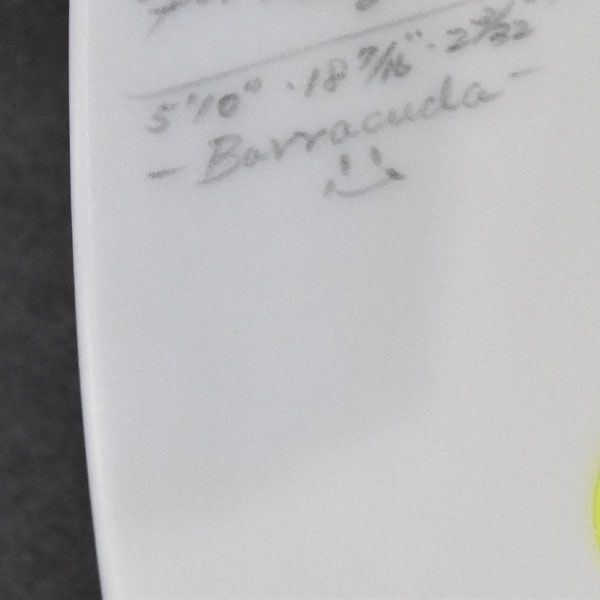 5'10" · 18 7/16" · 2 3/32"
- Barracuda -